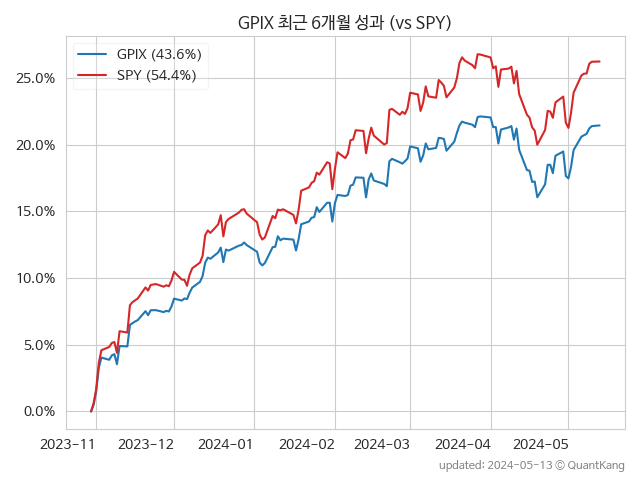 GPIX 최근 6개월 성과 (vs SPY)
GPIX (43.6%)
SPY (54.4%)
25.0%
20.0%
15.0%
10.0%
5.0%
0.0%
2023-11 2023-12 2024-01 2024-02 2024-03 2024-04 2024-05
updated: 2024-05-13 © QuantKang